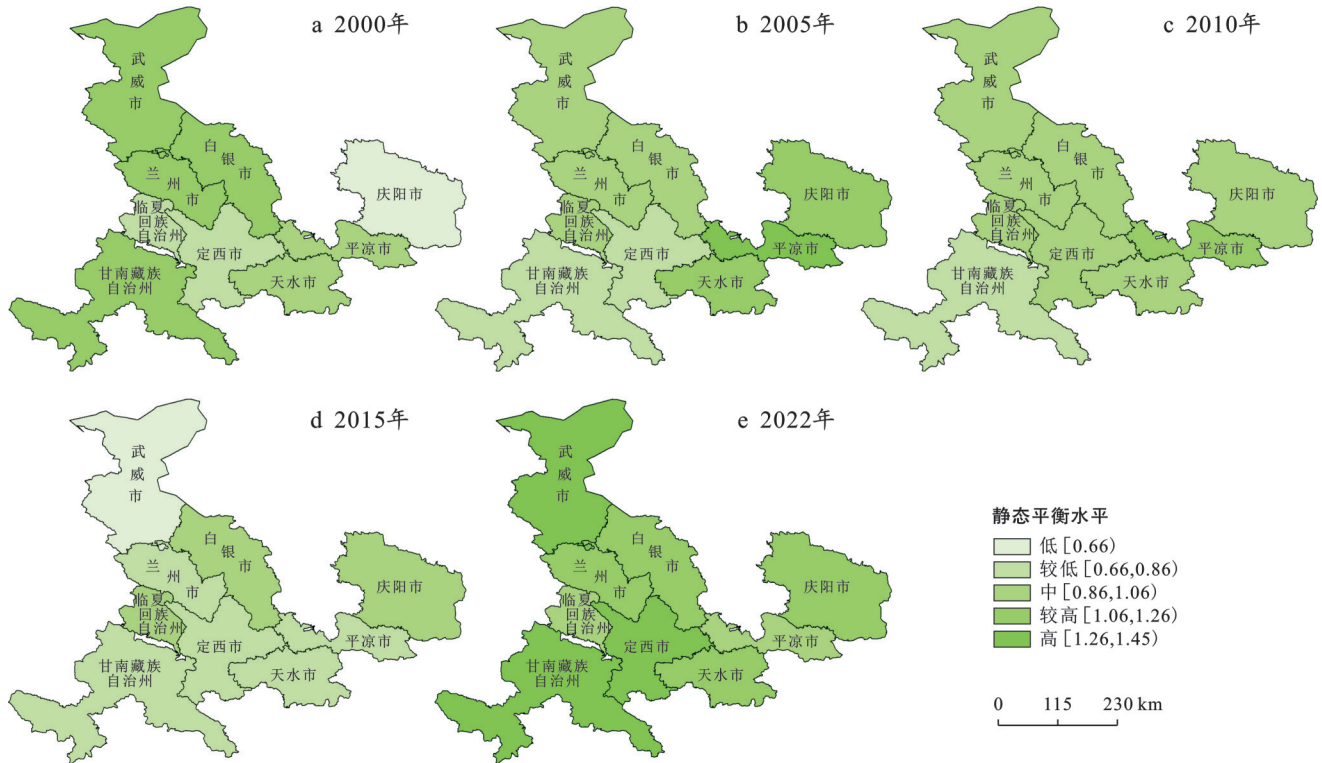 a 2000年
武威市
白银市
兰州市
庆阳市
临夏
回族
自治州
定西市
平凉市
甘南藏族
自治州
天水市
b 2005年
武威市
白银市
兰州市
庆阳市
临夏
回族
自治州
定西市
平凉市
甘南藏族
自治州
天水市
c 2010年
武威市
白银市
兰州市
庆阳市
临夏
回族
自治州
定西市
平凉市
甘南藏族
自治州
天水市
d 2015年
武威市
白银市
兰州市
庆阳市
临夏
回族
自治州
定西市
平凉市
甘南藏族
自治州
天水市
e 2022年
武威市
白银市
兰州市
庆阳市
临夏
回族
自治州
定西市
平凉市
甘南藏族
自治州
天水市
静态平衡水平
低[0.66)
较低[0.66,0.86)
中[0.86,1.06)
较高[1.06,1.26)
高[1.26,1.45)
0 115 230 km